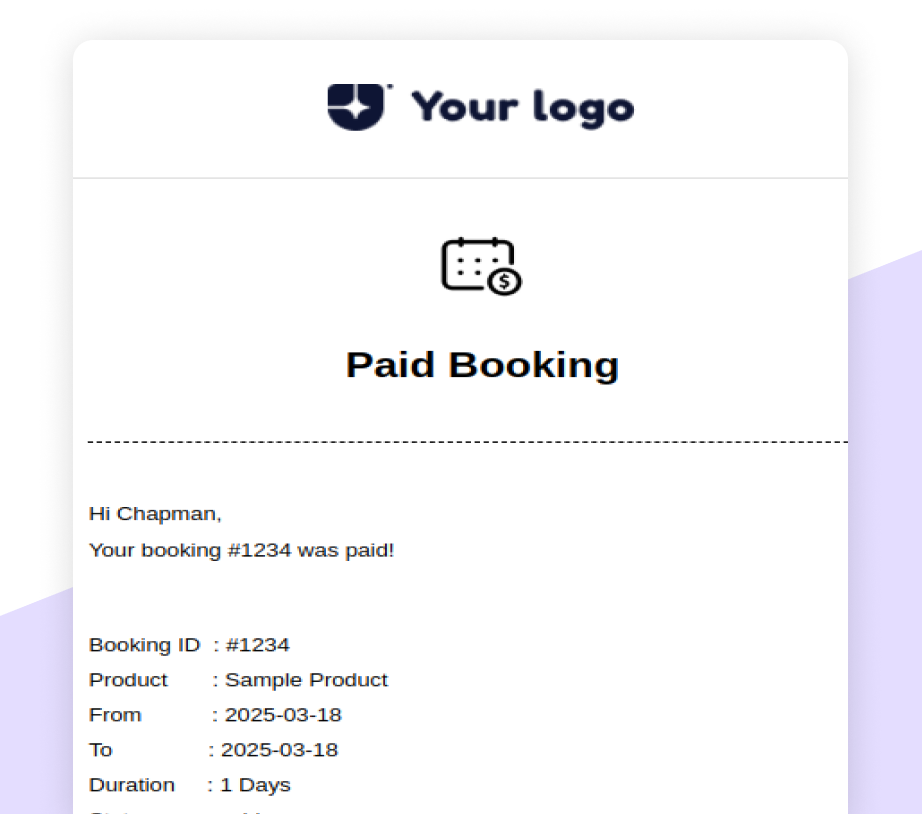 Your logo
$
Paid Booking
Hi Chapman,
Your booking #1234 was paid!
Booking ID : #1234
Product : Sample Product
From : 2025-03-18
To : 2025-03-18
Duration : 1 Days